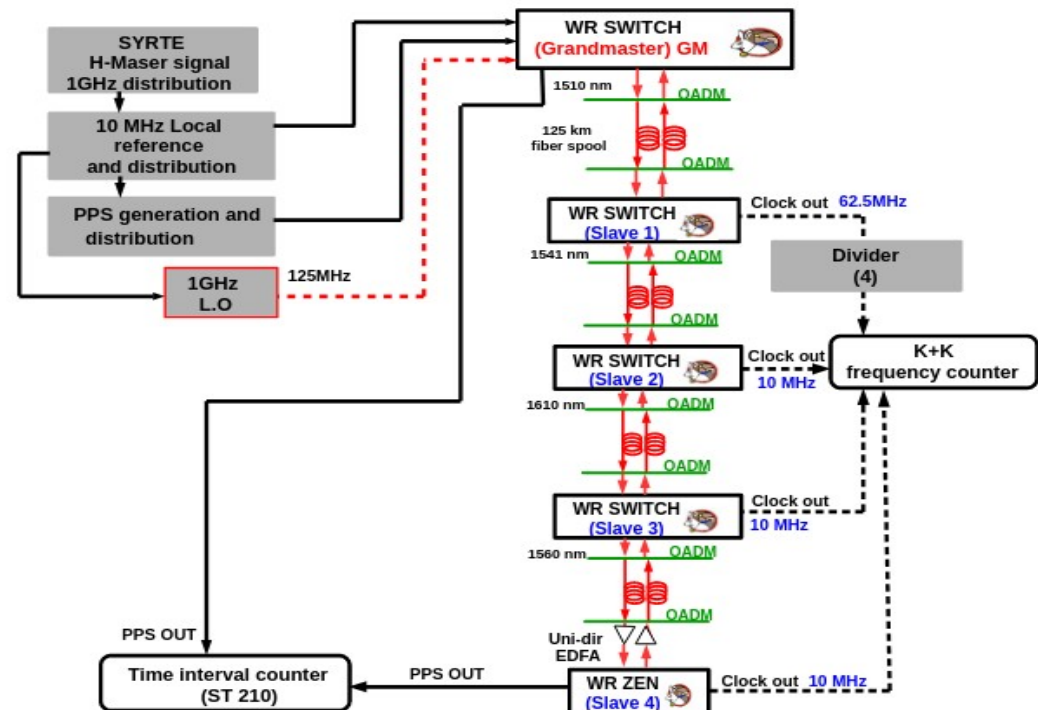 SYRTE
H-Maser signal
1GHz distribution
10 MHz Local
reference
and distribution
PPS generation and
distribution
1GHz
L.O
125MHz
WR SWITCH
(Grandmaster) GM
1510 nm
OADM
125 km
fiber spool
OADM
WR SWITCH
(Slave 1)
Clock out 62.5MHz
1541 nm
OADM
Divider
(4)
OADM
WR SWITCH
(Slave 2)
Clock out
10 MHz
K+K
frequency counter
1610 nm
OADM
OADM
WR SWITCH
(Slave 3)
Clock out
10 MHz
1560 nm
OADM
OADM
Uni-dir
EDFA
PPS OUT
Time interval counter
(ST 210)
PPS OUT
WR ZEN
(Slave 4)
Clock out 10 MHz